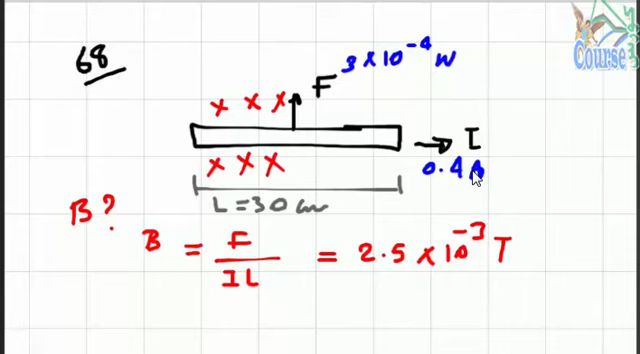 68
Course
F 3 × 10⁻⁴ N
× × ×
I
0.4 A
× × ×
L = 30 cm
B?
B = F / IL = 2.5 × 10⁻³ T